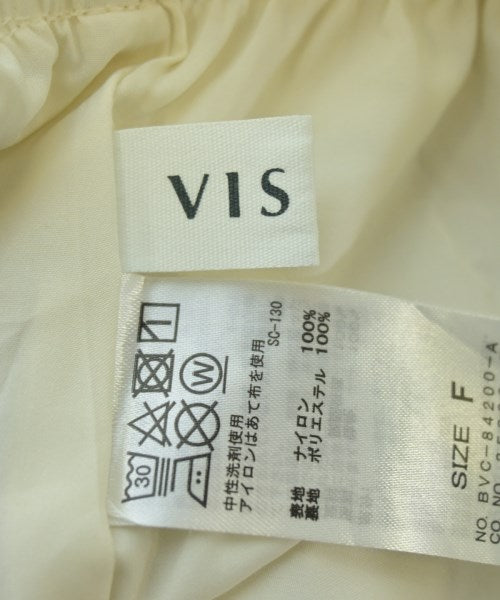 VIS
30
W
中性洗剤使用
アイロンはあて布を使用
SC-130
表地 ナイロン 100%
裏地 ポリエステル 100%
SIZE F
NO. BVC-84200-A
CO. NO.